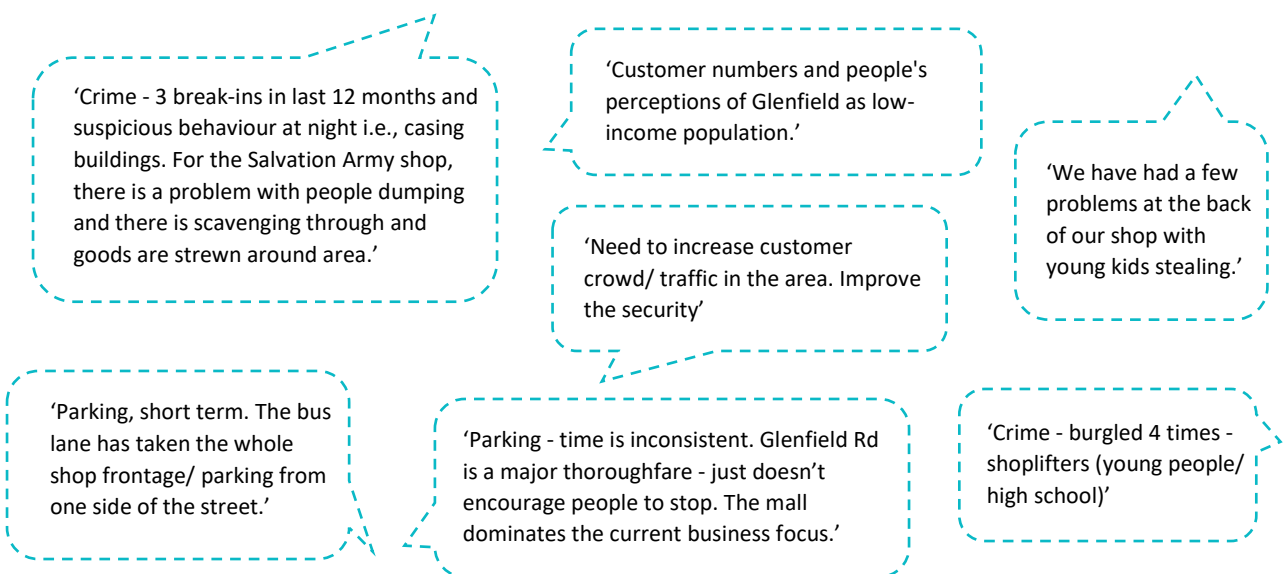 ‘Crime - 3 break-ins in last 12 months and
suspicious behaviour at night i.e., casing
buildings. For the Salvation Army shop,
there is a problem with people dumping
and there is scavenging through and
goods are strewn around area.’
‘Customer numbers and people's
perceptions of Glenfield as low-
income population.’
‘We have had a few
problems at the back
of our shop with
young kids stealing.’
‘Need to increase customer
crowd/ traffic in the area. Improve
the security’
‘Parking, short term. The bus
lane has taken the whole
shop frontage/ parking from
one side of the street.’
‘Parking - time is inconsistent. Glenfield Rd
is a major thoroughfare - just doesn’t
encourage people to stop. The mall
dominates the current business focus.’
‘Crime - burgled 4 times -
shoplifters (young people/
high school)’